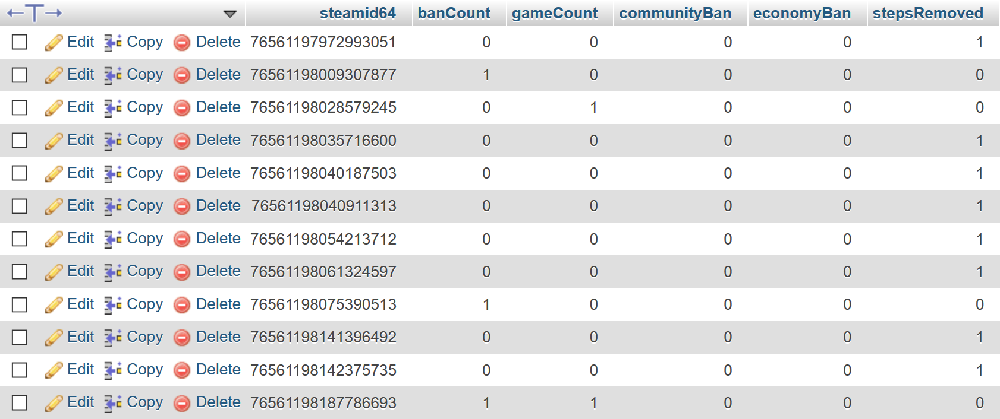 steamid64 banCount gameCount communityBan economyBan stepsRemoved
Edit Copy Delete 76561197972993051 0 0 0 0 1
Edit Copy Delete 76561198009307877 1 0 0 0 0
Edit Copy Delete 76561198028579245 0 1 0 0 0
Edit Copy Delete 76561198035716600 0 0 0 0 1
Edit Copy Delete 76561198040187503 0 0 0 0 1
Edit Copy Delete 76561198040911313 0 0 0 0 1
Edit Copy Delete 76561198054213712 0 0 0 0 1
Edit Copy Delete 76561198061324597 0 0 0 0 1
Edit Copy Delete 76561198075390513 1 0 0 0 0
Edit Copy Delete 76561198141396492 0 0 0 0 1
Edit Copy Delete 76561198142375735 0 0 0 0 1
Edit Copy Delete 76561198187786693 1 1 0 0 0